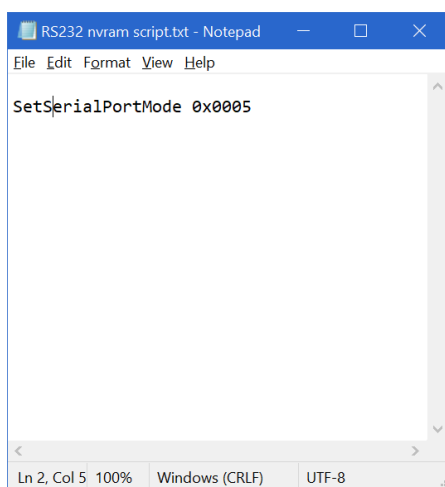 RS232 nvram script.txt - Notepad
File Edit Format View Help
SetSerialPortMode 0x0005
Ln 2, Col 5 100% Windows (CRLF) UTF-8